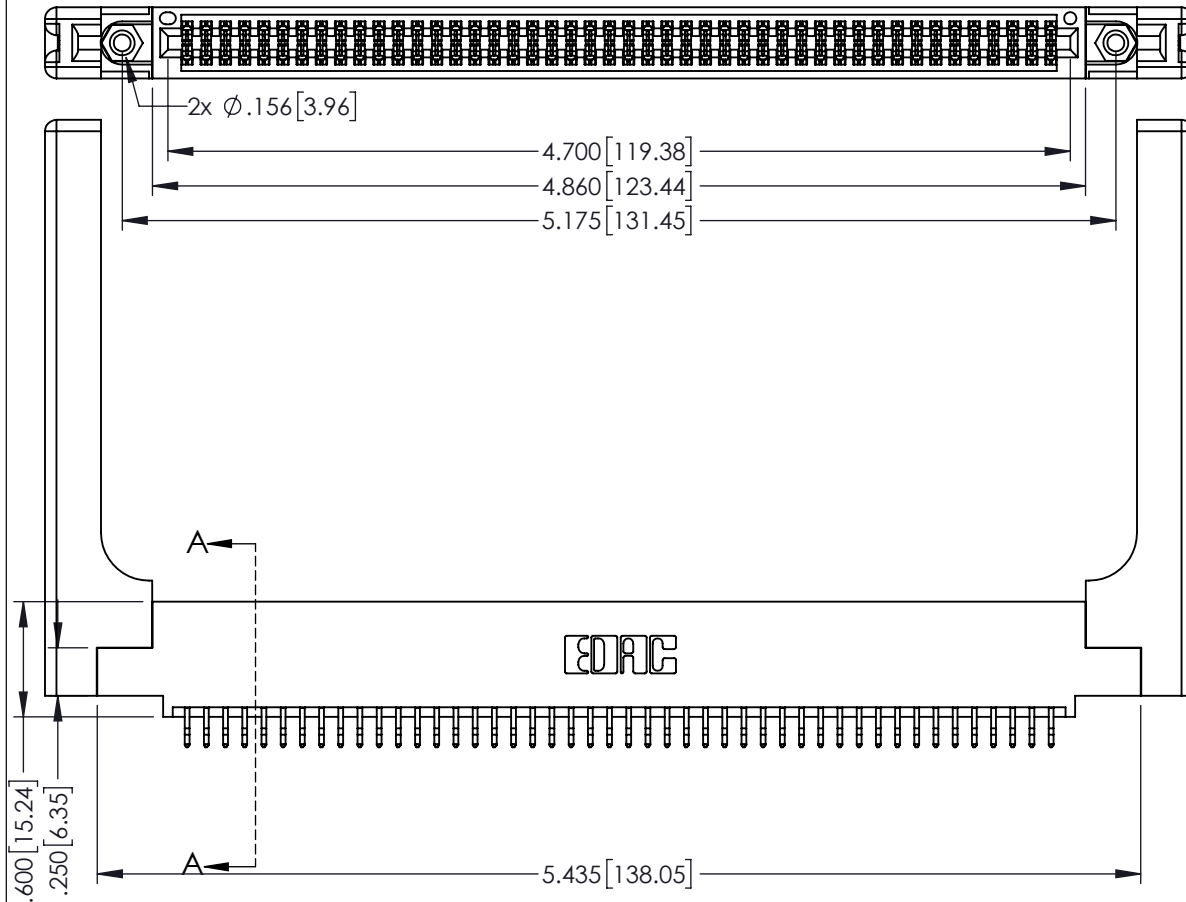 2x ∅.156[3.96]
4.700[119.38]
4.860[123.44]
5.175[131.45]
A
EDAC
.600[15.24]
.250[6.35]
A
5.435[138.05]